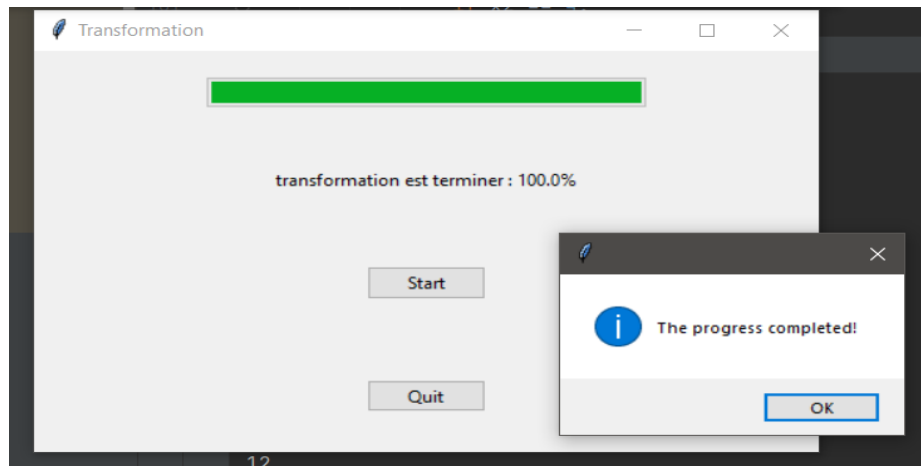 Transformation
transformation est terminer : 100.0%
Start
The progress completed!
Quit
OK
12